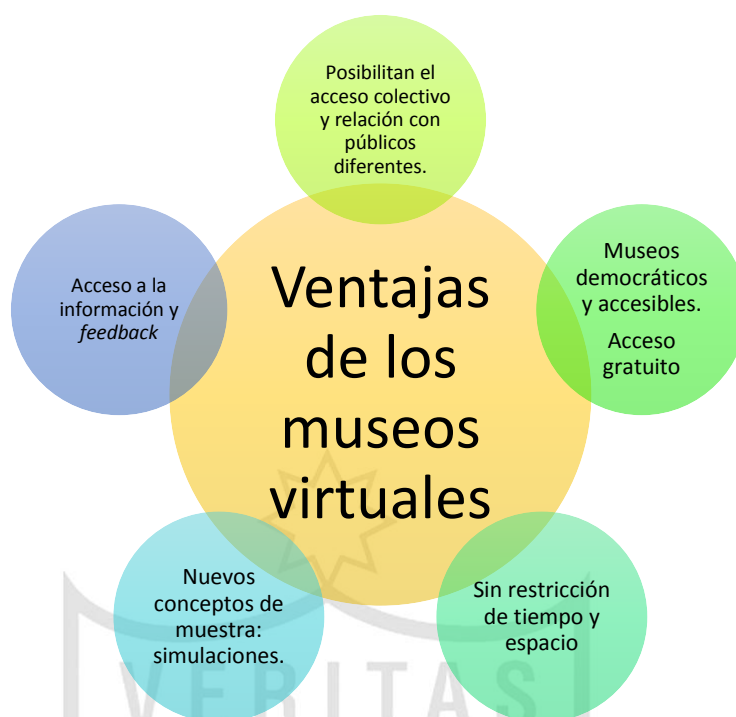 Posibilitan el
acceso colectivo
y relación con
públicos
diferentes.
Museos
democráticos
y accesibles.
Acceso
gratuito
Acceso a la
información y
feedback
Ventajas
de los
museos
virtuales
Nuevos
conceptos de
muestra:
simulaciones.
Sin restricción
de tiempo y
espacio
VERITAS